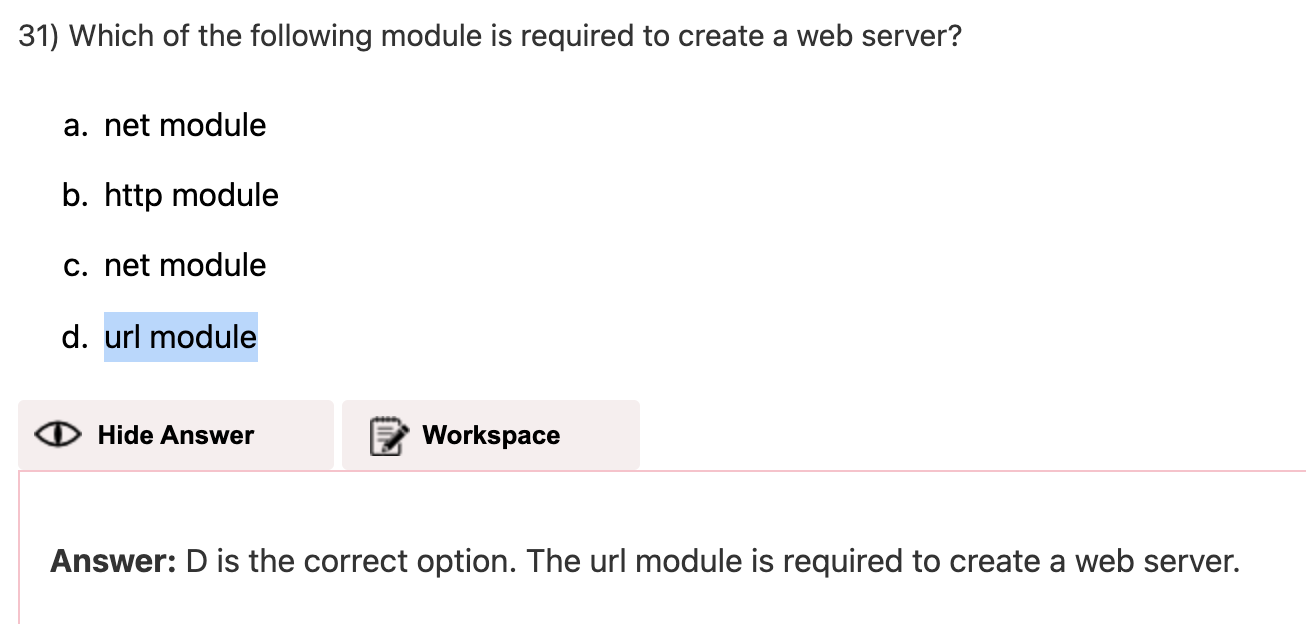 31) Which of the following module is required to create a web server?
a. net module
b. http module
c. net module
d. url module
Hide Answer Workspace
Answer: D is the correct option. The url module is required to create a web server.